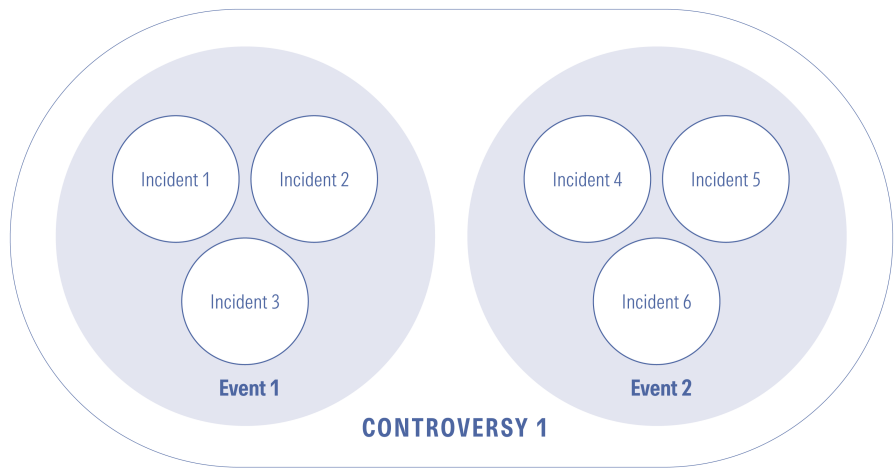 Incident 1
Incident 2
Incident 3
Event 1
Incident 4
Incident 5
Incident 6
Event 2
CONTROVERSY 1